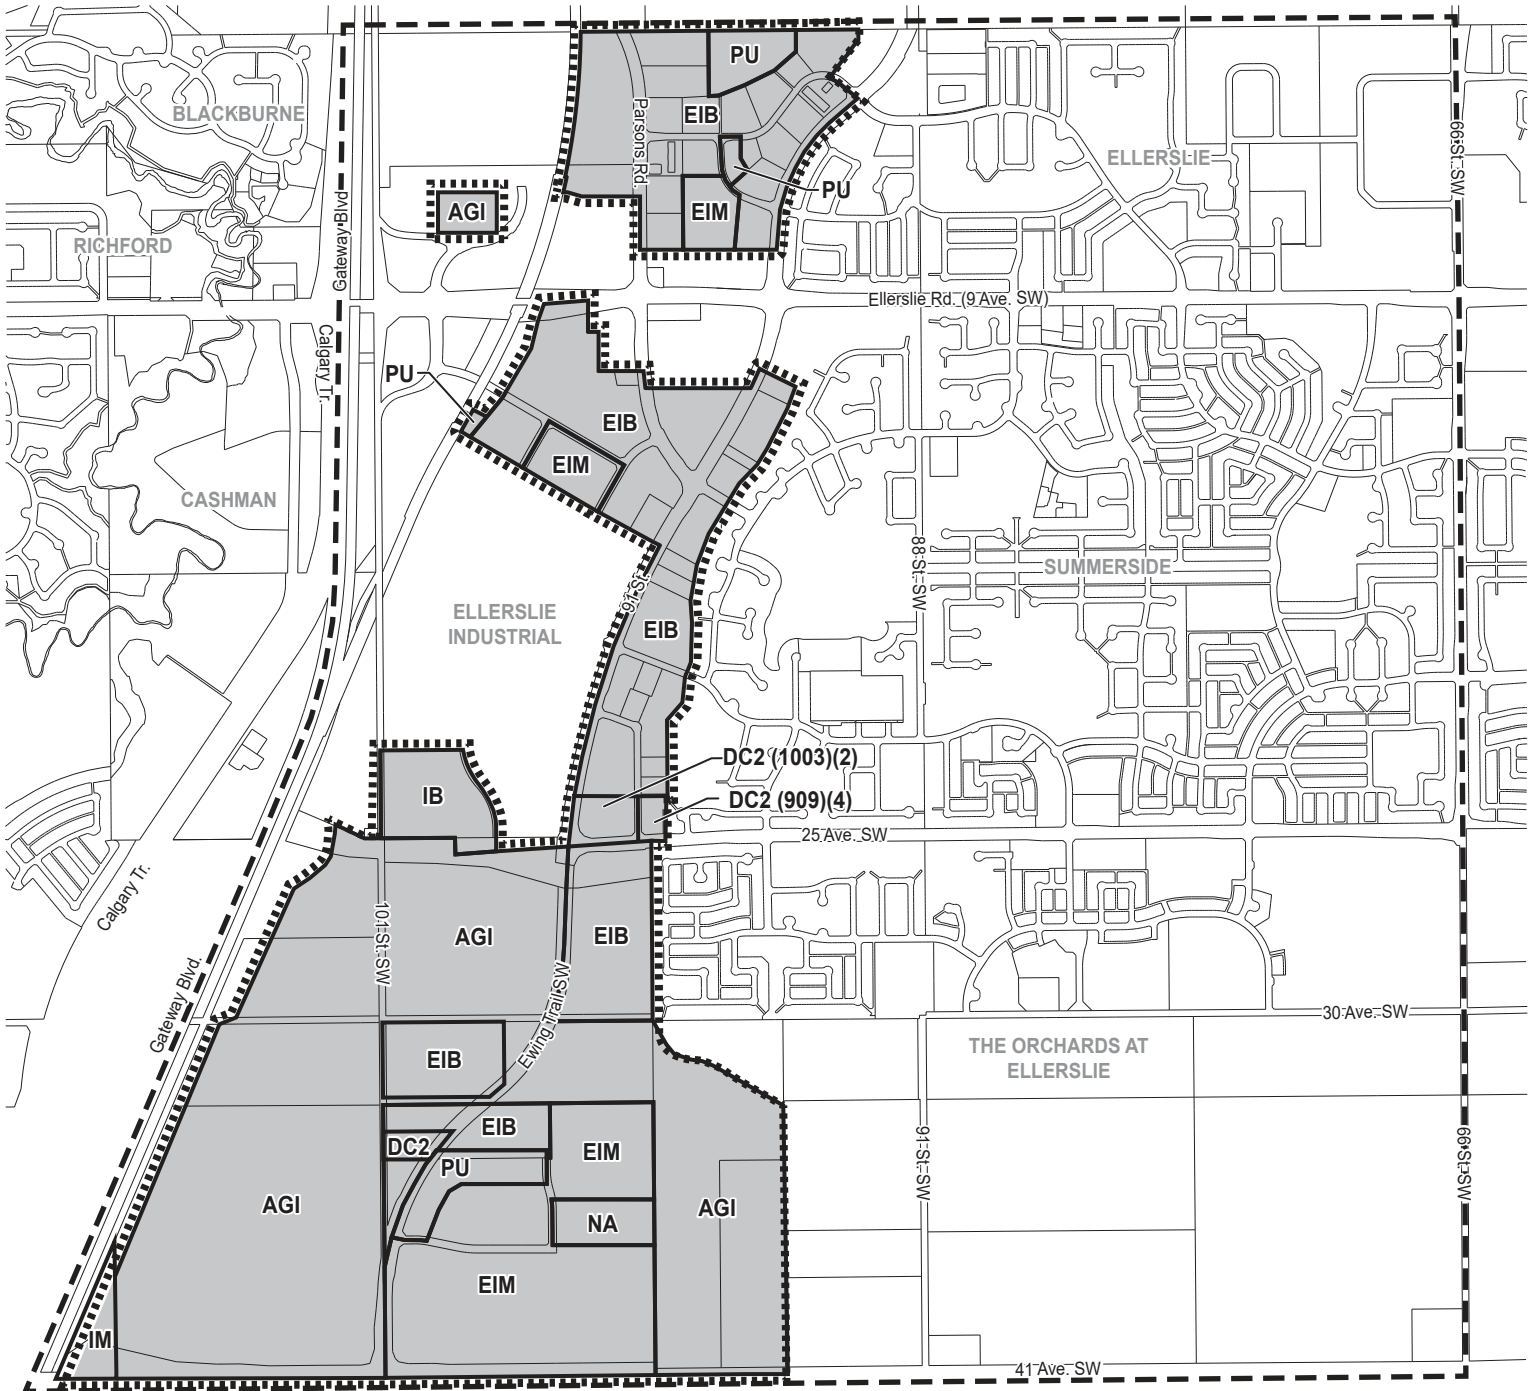 PU
BLACKBURNE
EIB
Parsons Rd.
66 St. SW
ELLERSLIE
PU
AGI
EIM
Gateway Blvd
RICHFORD
Ellerslie Rd. (9 Ave. SW)
Calgary Tr.
PU
EIB
EIM
CASHMAN
88 St. SW
SUMMERSIDE
91 St.
ELLERSLIE
INDUSTRIAL
EIB
DC2 (1003)(2)
IB
DC2 (909)(4)
25 Ave. SW
Calgary Tr.
101 St. SW
AGI
EIB
Gateway Blvd.
Ewing Trail SW
30 Ave. SW
THE ORCHARDS AT
ELLERSLIE
EIB
EIB
DC2
EIM
PU
91 St. SW
66 St. SW
AGI
AGI
NA
EIM
IM
41 Ave. SW